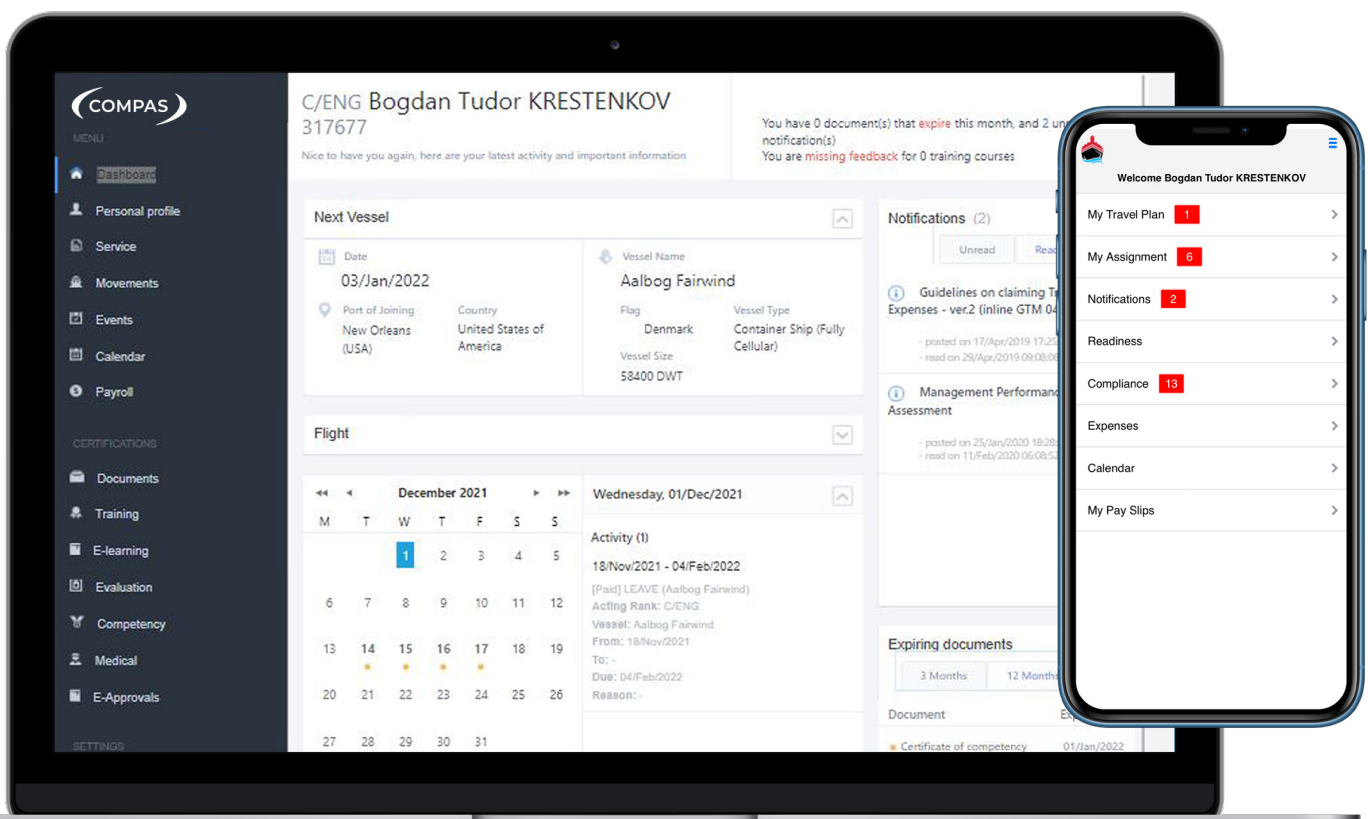 COMPAS
MENU
Dashboard
Personal profile
Service
Movements
Events
Calendar
Payroll
CERTIFICATIONS
Documents
Training
E-learning
Evaluation
Competency
Medical
E-Approvals
SETTINGS
C/ENG Bogdan Tudor KRESTENKOV
317677
Nice to have you again, here are your latest activity and important information
You have 0 document(s) that expire this month, and 2
notification(s)
You are missing feedback for 0 training courses
Next Vessel
Date
03/Jan/2022
Port of Joining
Country
New Orleans
(USA)
United States of
America
Vessel Name
Aalbog Fairwind
Flag
Vessel Type
Denmark
Container Ship (Fully
Cellular)
Vessel Size
58400 DWT
Flight
December 2021
M T W T F S S
1 2 3 4 5
6 7 8 9 10 11 12
13 14 15 16 17 18 19
20 21 22 23 24 25 26
27 28 29 30 31
Wednesday, 01/Dec/2021
Activity (1)
18/Nov/2021 - 04/Feb/2022
[Paid] LEAVE (Aalbog Fairwind)
Acting Rank: C/ENG
Vessel: Aalbog Fairwind
From: 18/Nov/2021
To: -
Due: 04/Feb/2022
Reason: -
Notifications (2)
Unread
Guidelines on claiming
Expenses - ver.2 (inline GTM 04
- posted on 17/Apr/2019 17:25
- read on 29/Apr/2019 09:08:08
Management
Assessment
- posted on 25/Jan/2020 18:28
- read on 11/Feb/2020 06:08:52
Expiring documents
3 Months
12 Months
Document
Certificate of competency 01/Jan/2022
Welcome Bogdan Tudor KRESTENKOV
My Travel Plan 1
My Assignment 6
Notifications 2
Readiness
Compliance 13
Expenses
Calendar
My Pay Slips